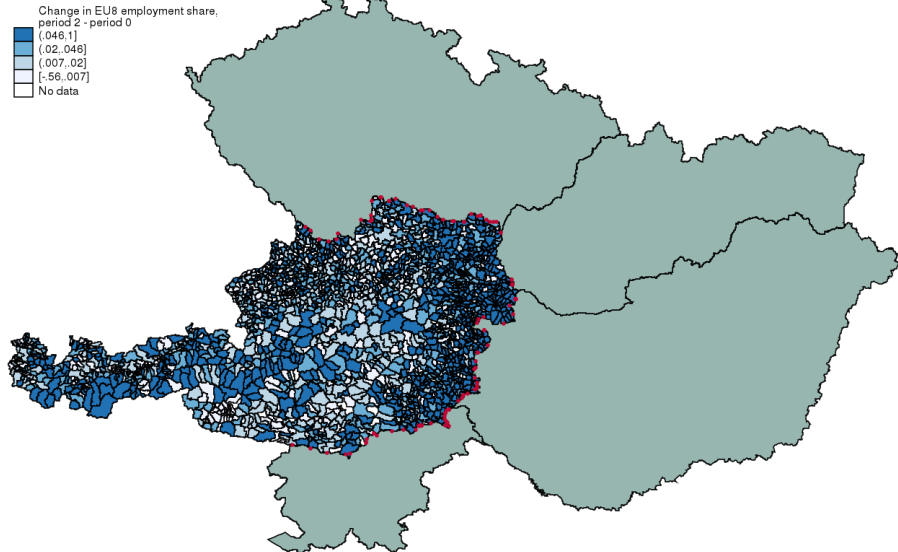 Change in EU8 employment share,
period 2 - period 0
(.046,1]
(.02,.046]
(.007,.02]
[-.56,.007]
No data